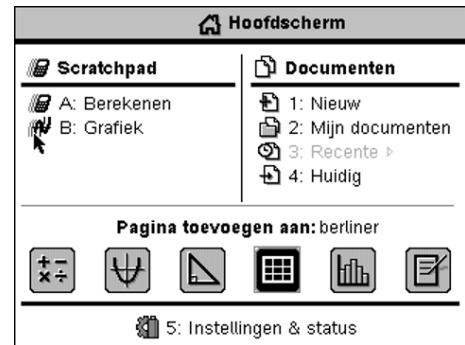 Hoofdscherm
Scratchpad
A: Berekenen
B: Grafiek
Documenten
1: Nieuw
2: Mijn documenten
3: Recente ▹
4: Huidig
Pagina toevoegen aan: berliner
5: Instellingen & status